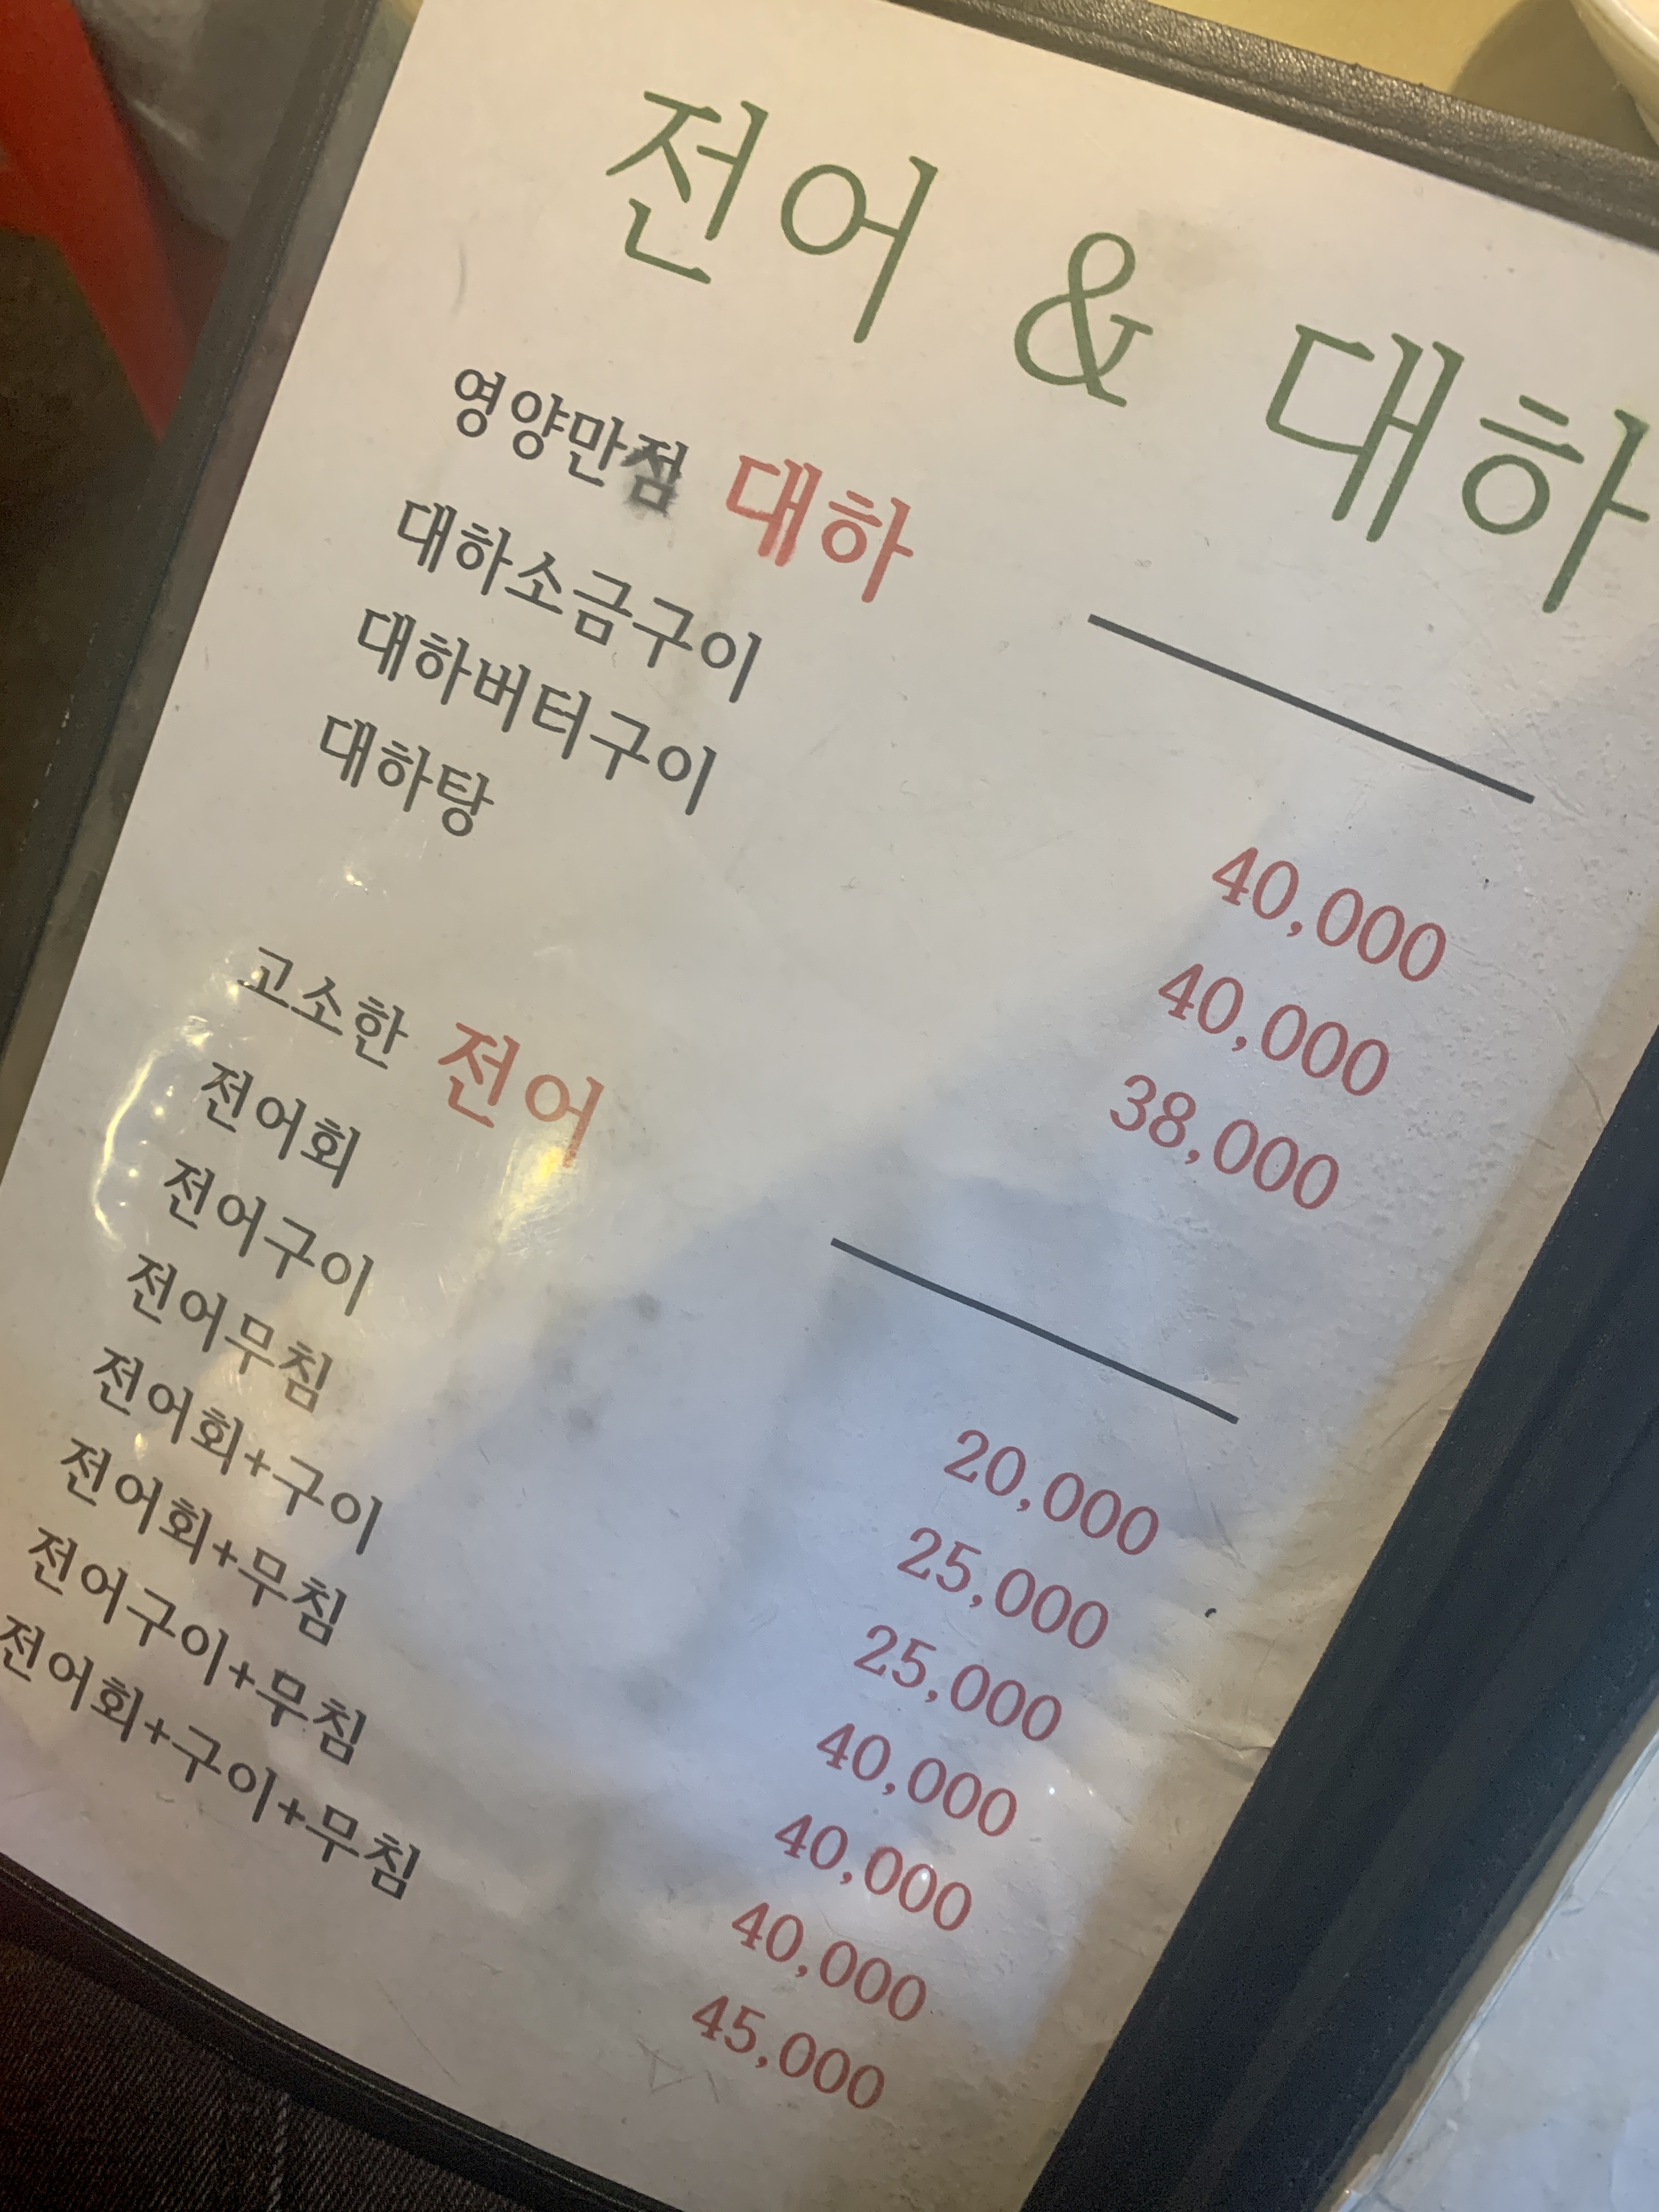 전어 & 대하
영양만점 대하
대하소금구이 40,000
대하버터구이 40,000
대하탕 38,000
고소한 전어
전어회 20,000
전어구이 25,000
전어무침 25,000
전어회+구이 40,000
전어회+무침 40,000
전어구이+무침 40,000
전어회+구이+무침 45,000